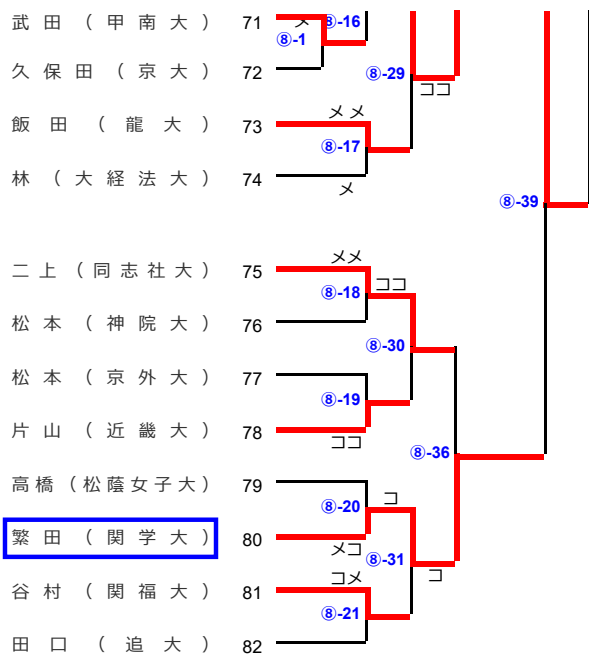 武田（甲南大） 71 メ ⑧-16
⑧-1
久保田（京大） 72 ⑧-29
ココ
飯田（龍大） 73 メメ
⑧-17
林（大経法大） 74 メ
⑧-39
二上（同志社大） 75 メメ
⑧-18 ココ
松本（神院大） 76
⑧-30
松本（京外大） 77
⑧-19
片山（近畿大） 78 ココ
⑧-36
高橋（松蔭女子大） 79
⑧-20 コ
繁田（関学大） 80 メコ
⑧-31
谷村（関福大） 81 コメ コ
⑧-21
田口（追大） 82